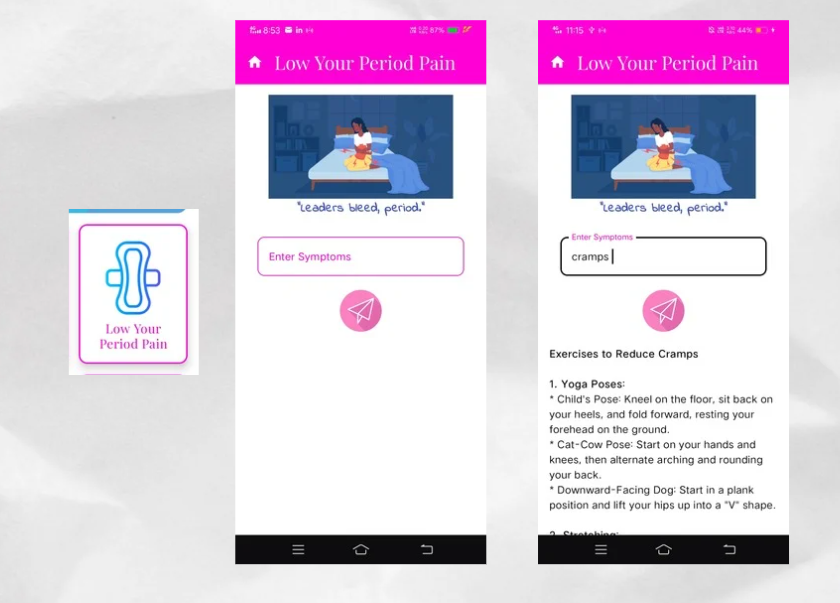 Low Your
Period Pain
8:53
in
87%
Low Your Period Pain
"Leaders bleed, period."
Enter Symptoms
11:15
44%
Low Your Period Pain
"Leaders bleed, period."
Enter Symptoms
cramps
Exercises to Reduce Cramps
1. Yoga Poses:
* Child's Pose: Kneel on the floor, sit back on
your heels, and fold forward, resting your
forehead on the ground.
* Cat-Cow Pose: Start on your hands and
knees, then alternate arching and rounding
your back.
* Downward-Facing Dog: Start in a plank
position and lift your hips up into a "V" shape.
2. Stretching: